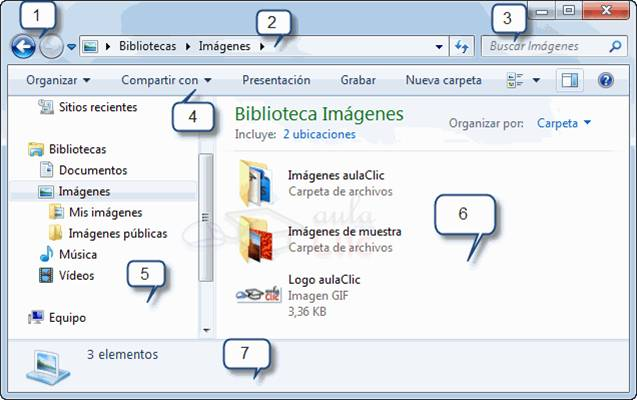 1
2
3
Bibliotecas Imágenes
Buscar Imágenes
Organizar Compartir con Presentación Grabar Nueva carpeta
4
Sitios recientes
Bibliotecas
Documentos
Imágenes
Mis imágenes
Imágenes públicas
Música
Vídeos
5
Equipo
Biblioteca Imágenes
Incluye: 2 ubicaciones
Organizar por: Carpeta
Imágenes aulaClic
Carpeta de archivos
Imágenes de muestra
Carpeta de archivos
Logo aulaClic
Imagen GIF
3,36 KB
aula
clic
6
3 elementos
7